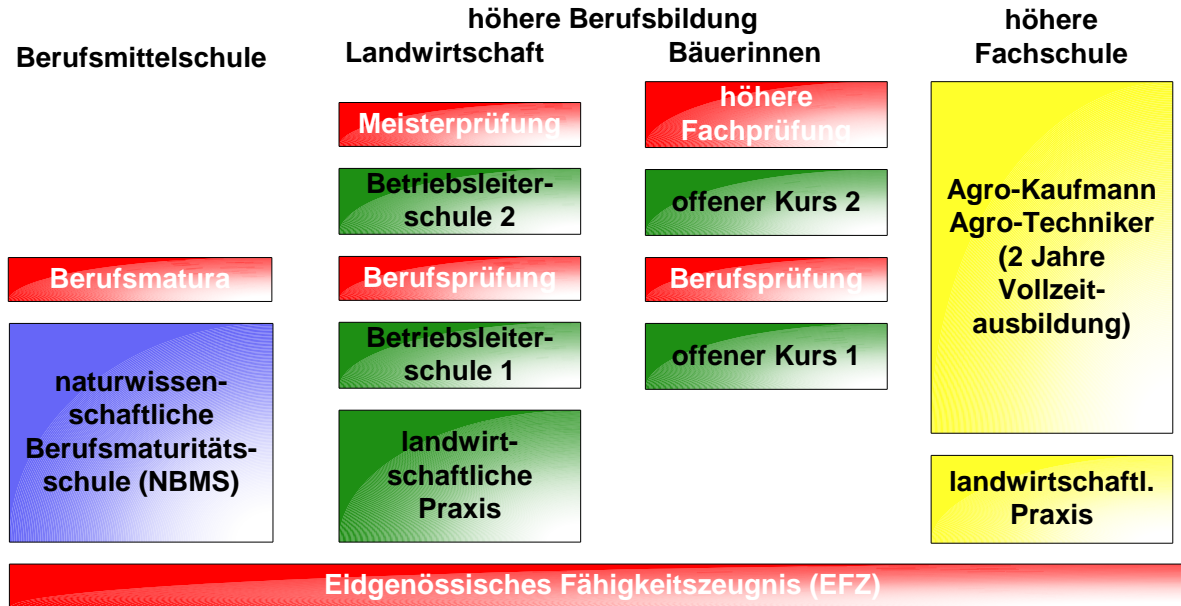 höhere Berufsbildung
Berufsmittelschule
Landwirtschaft
Bäuerinnen
höhere
Fachschule
Berufsmatura
naturwissen-
schaftliche
Berufsmaturitäts-
schule (NBMS)
Meisterprüfung
Betriebsleiter-
schule 2
Berufsprüfung
Betriebsleiter-
schule 1
landwirt-
schaftliche
Praxis
höhere
Fachprüfung
offener Kurs 2
Berufsprüfung
offener Kurs 1
Agro-Kaufmann
Agro-Techniker
(2 Jahre
Vollzeit-
ausbildung)
landwirtschaftl.
Praxis
Eidgenössisches Fähigkeitszeugnis (EFZ)